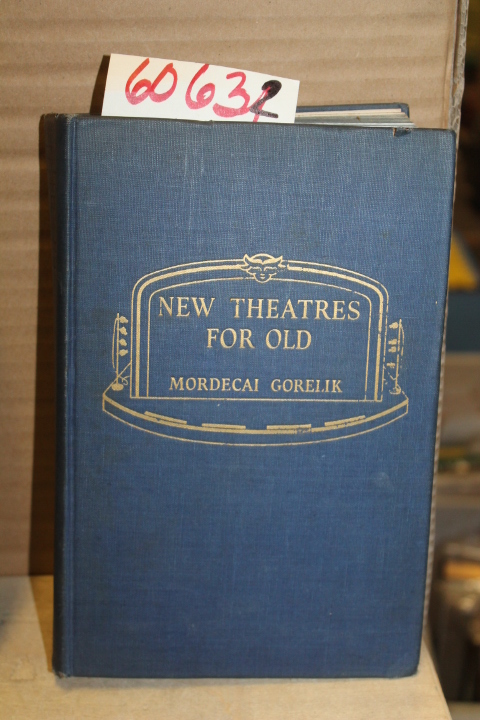 60632
NEW THEATRES
FOR OLD
MORDECAI GORELIK